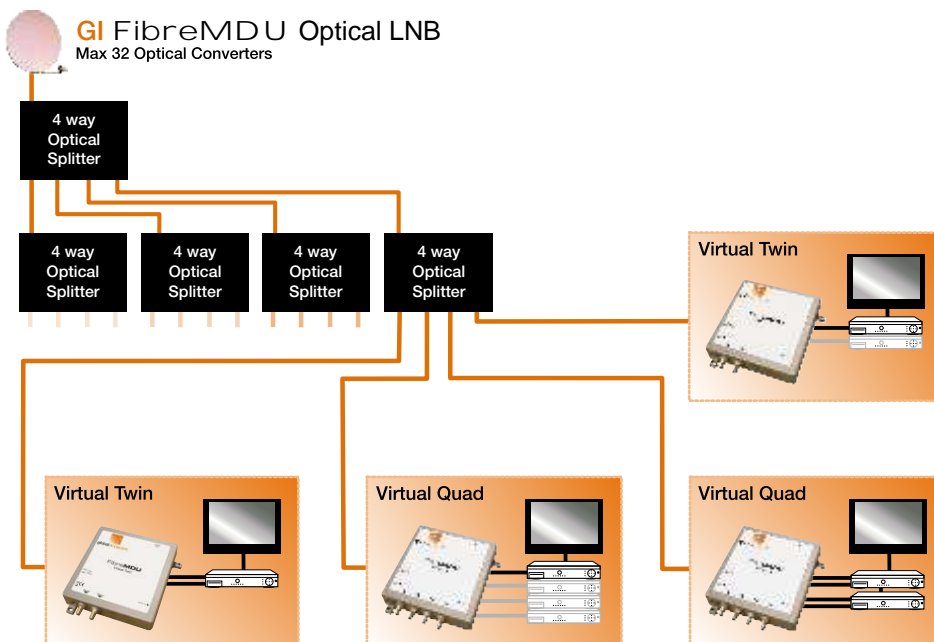 GI FibreMDU Optical LNB
Max 32 Optical Converters
4 way
Optical
Splitter
4 way
Optical
Splitter
4 way
Optical
Splitter
4 way
Optical
Splitter
4 way
Optical
Splitter
Virtual Twin
Virtual Twin
FibreMDU
Virtual Quad
Virtual Quad